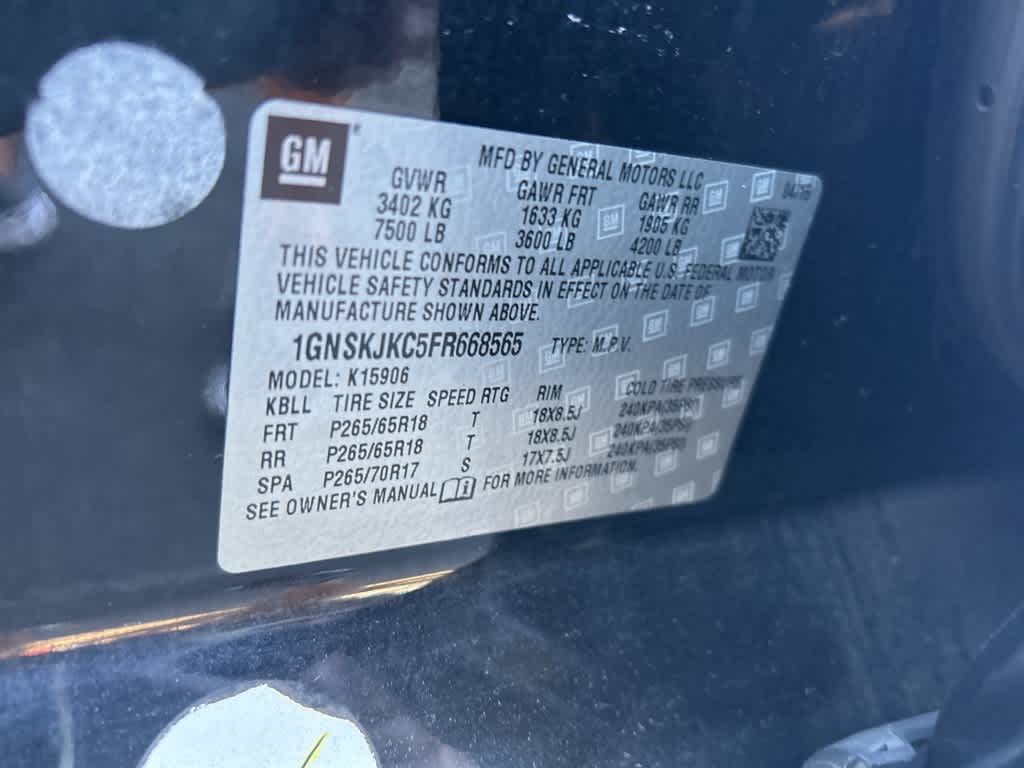 GM
MFD BY GENERAL MOTORS LLC
GVWR GAWR FRT GAWR RR
3402 KG 1633 KG 1905 KG
7500 LB 3600 LB 4200 LB
THIS VEHICLE CONFORMS TO ALL APPLICABLE U.S. FEDERAL MOTOR
VEHICLE SAFETY STANDARDS IN EFFECT ON THE DATE OF
MANUFACTURE SHOWN ABOVE.
1GNSKJKC5FR668565 TYPE: M.P.V.
MODEL: K15906
KBLL TIRE SIZE SPEED RTG RIM COLD TIRE PRESSURE
FRT P265/65R18 T 18X8.5J 240KPA(35PSI)
RR P265/65R18 T 18X8.5J 240KPA(35PSI)
SPA P265/70R17 S 17X7.5J 240KPA(35PSI)
SEE OWNER'S MANUAL FOR MORE INFORMATION.